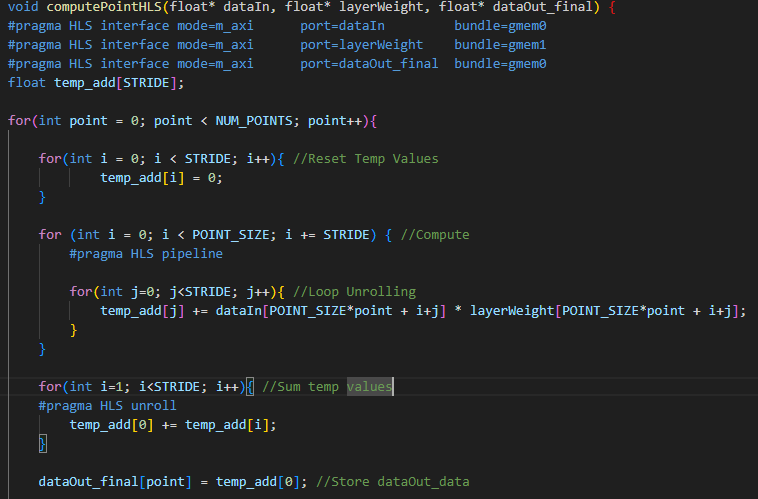 void computePointHLS(float* dataIn, float* layerWeight, float* dataOut_final) {
#pragma HLS interface mode=m_axi      port=dataIn         bundle=gmem0
#pragma HLS interface mode=m_axi      port=layerWeight    bundle=gmem1
#pragma HLS interface mode=m_axi      port=dataOut_final  bundle=gmem0
float temp_add[STRIDE];

for(int point = 0; point < NUM_POINTS; point++){

    for(int i = 0; i < STRIDE; i++){ //Reset Temp Values
            temp_add[i] = 0;
    }

    for (int i = 0; i < POINT_SIZE; i += STRIDE) { //Compute
        #pragma HLS pipeline

        for(int j=0; j<STRIDE; j++){ //Loop Unrolling
            temp_add[j] += dataIn[POINT_SIZE*point + i+j] * layerWeight[POINT_SIZE*point + i+j];
        }
    }

    for(int i=1; i<STRIDE; i++){ //Sum temp values
    #pragma HLS unroll
        temp_add[0] += temp_add[i];
    }

    dataOut_final[point] = temp_add[0]; //Store dataOut_data